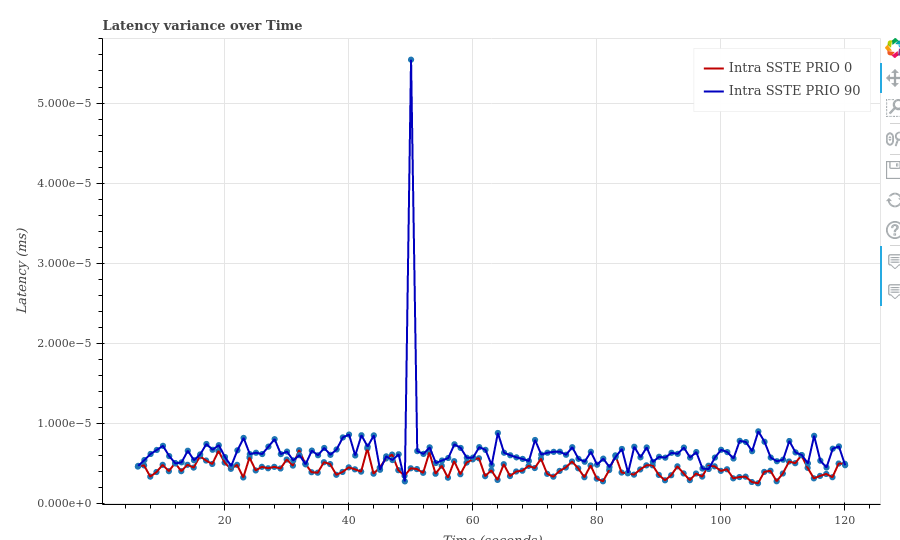 Latency variance over Time
Intra SSTE PRIO 0
Intra SSTE PRIO 90
Latency (ms)
5.000e−5
4.000e−5
3.000e−5
2.000e−5
1.000e−5
0.000e+0
20
40
60
80
100
120
Time (seconds)